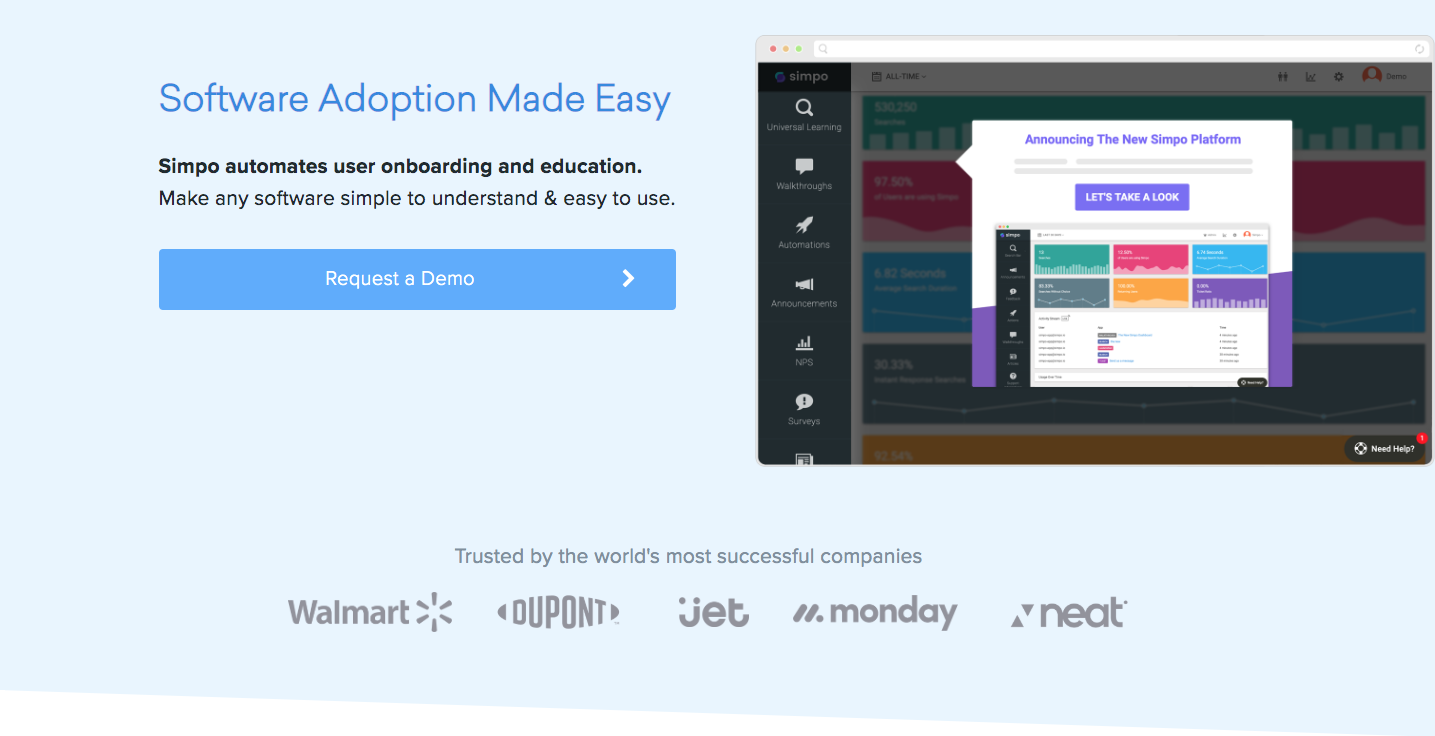 Software Adoption Made Easy
Simpo automates user onboarding and education.
Make any software simple to understand & easy to use.
Request a Demo
simpo
ALL-TIME
Demo
Universal Learning
Walkthroughs
Automations
Announcements
NPS
Surveys
530,250
Searches
97.50%
of Users are using Simpo
6.82 Seconds
Average Search Duration
30.33%
Instant Response Searches
92.54%
Announcing The New Simpo Platform
LET'S TAKE A LOOK
simpo
Need Help?
1
Trusted by the world's most successful companies
Walmart
DUPONT
jet
monday
neat